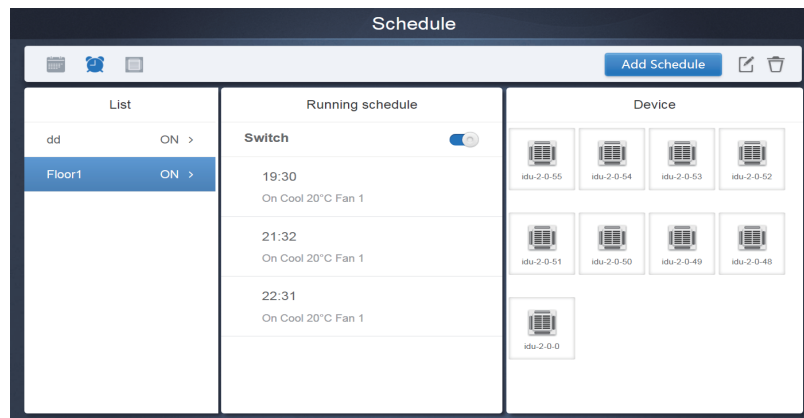 Schedule
Add Schedule
List
dd ON >
Floor1 ON >
Running schedule
Switch
19:30
On Cool 20°C Fan 1
21:32
On Cool 20°C Fan 1
22:31
On Cool 20°C Fan 1
Device
idu-2-0-55 idu-2-0-54 idu-2-0-53 idu-2-0-52
idu-2-0-51 idu-2-0-50 idu-2-0-49 idu-2-0-48
idu-2-0-0